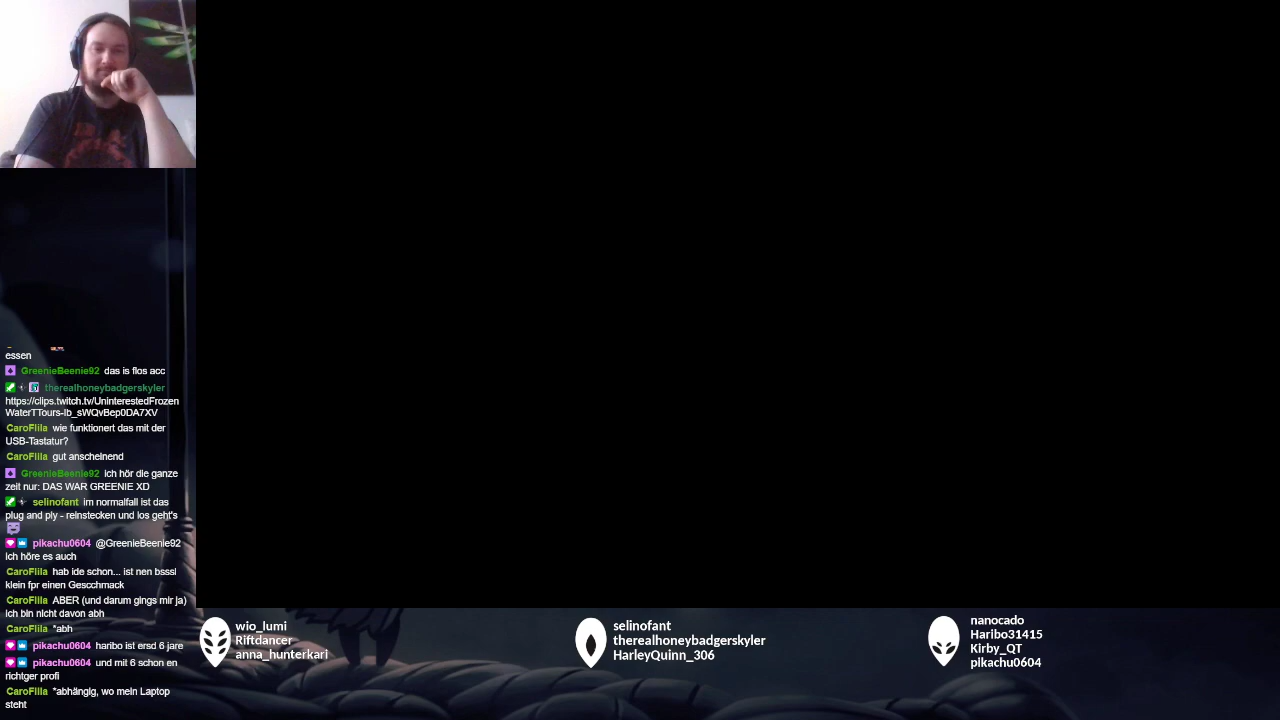 essen
GreenieBeenie92 das is flos acc
therealhoneybadgerskyler
https://clips.twitch.tv/UninterestedFrozen
WaterTTours-lb_sWQvBep0DA7XV
CaroFlila wie funktionert das mit der
USB-Tastatur?
CaroFlila gut anscheinend
GreenieBeenie92 ich hör die ganze
zeit nur: DAS WAR GREENIE XD
selinofant im normalfall ist das
plug and ply - reinstecken und los geht's
pikachu0604 @GreenieBeenie92
ich höre es auch
CaroFlila hab ide schon... ist nen bsssl
klein fpr einen Gescchmack
CaroFlila ABER (und darum gings mir ja)
ich bin nicht davon abh
CaroFlila *abh
pikachu0604 haribo ist ersd 6 jare
pikachu0604 und mit 6 schon en
richtger profi
CaroFlila *abhängig, wo mein Laptop
steht
wio_lumi
Riftdancer
anna_hunterkari
selinofant
therealhoneybadgerskyler
HarleyQuinn_306
nanocado
Haribo31415
Kirby_QT
pikachu0604